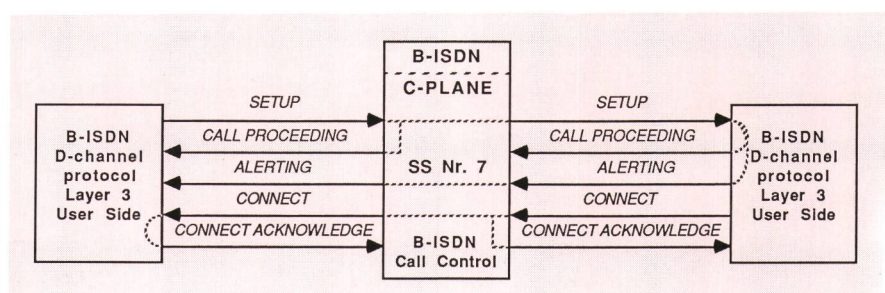 B-ISDN
C-PLANE
SETUP
SETUP
B-ISDN
D-channel
protocol
Layer 3
User Side
CALL PROCEEDING
CALL PROCEEDING
B-ISDN
D-channel
protocol
Layer 3
User Side
ALERTING
SS Nr. 7
ALERTING
CONNECT
CONNECT
CONNECT ACKNOWLEDGE
B-ISDN
Call Control
CONNECT ACKNOWLEDGE